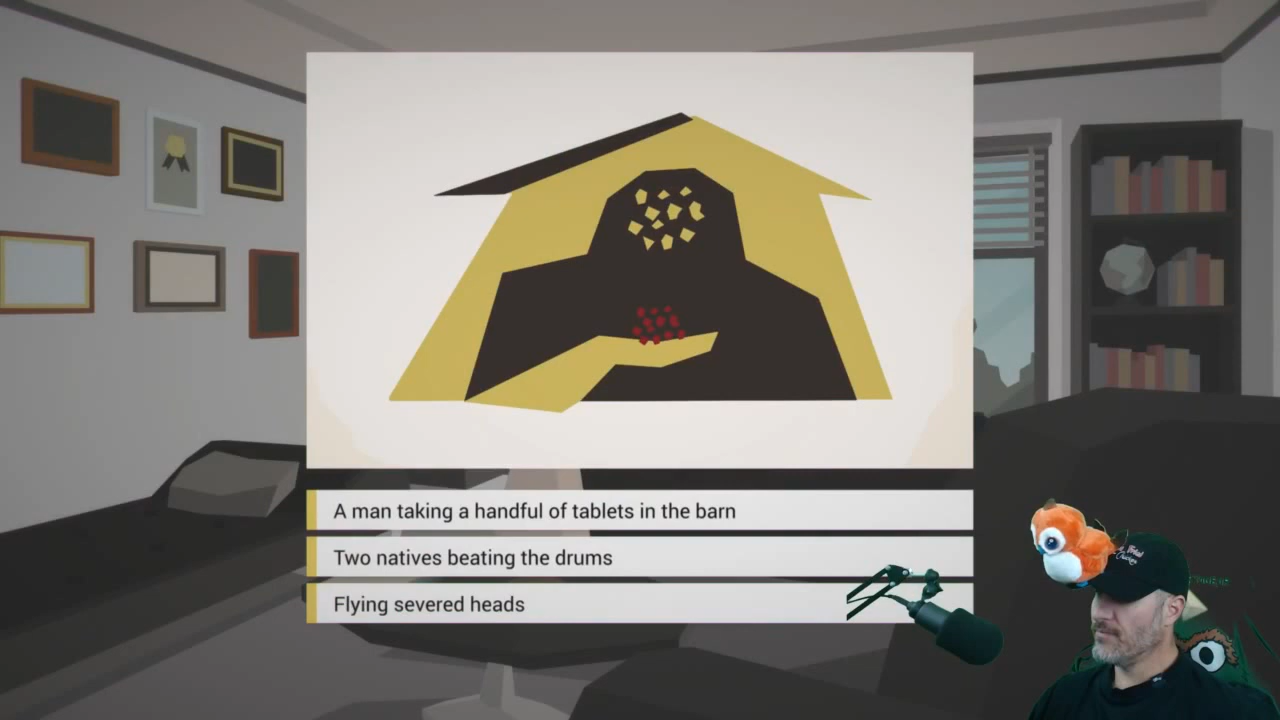 A man taking a handful of tablets in the barn
Two natives beating the drums
Flying severed heads